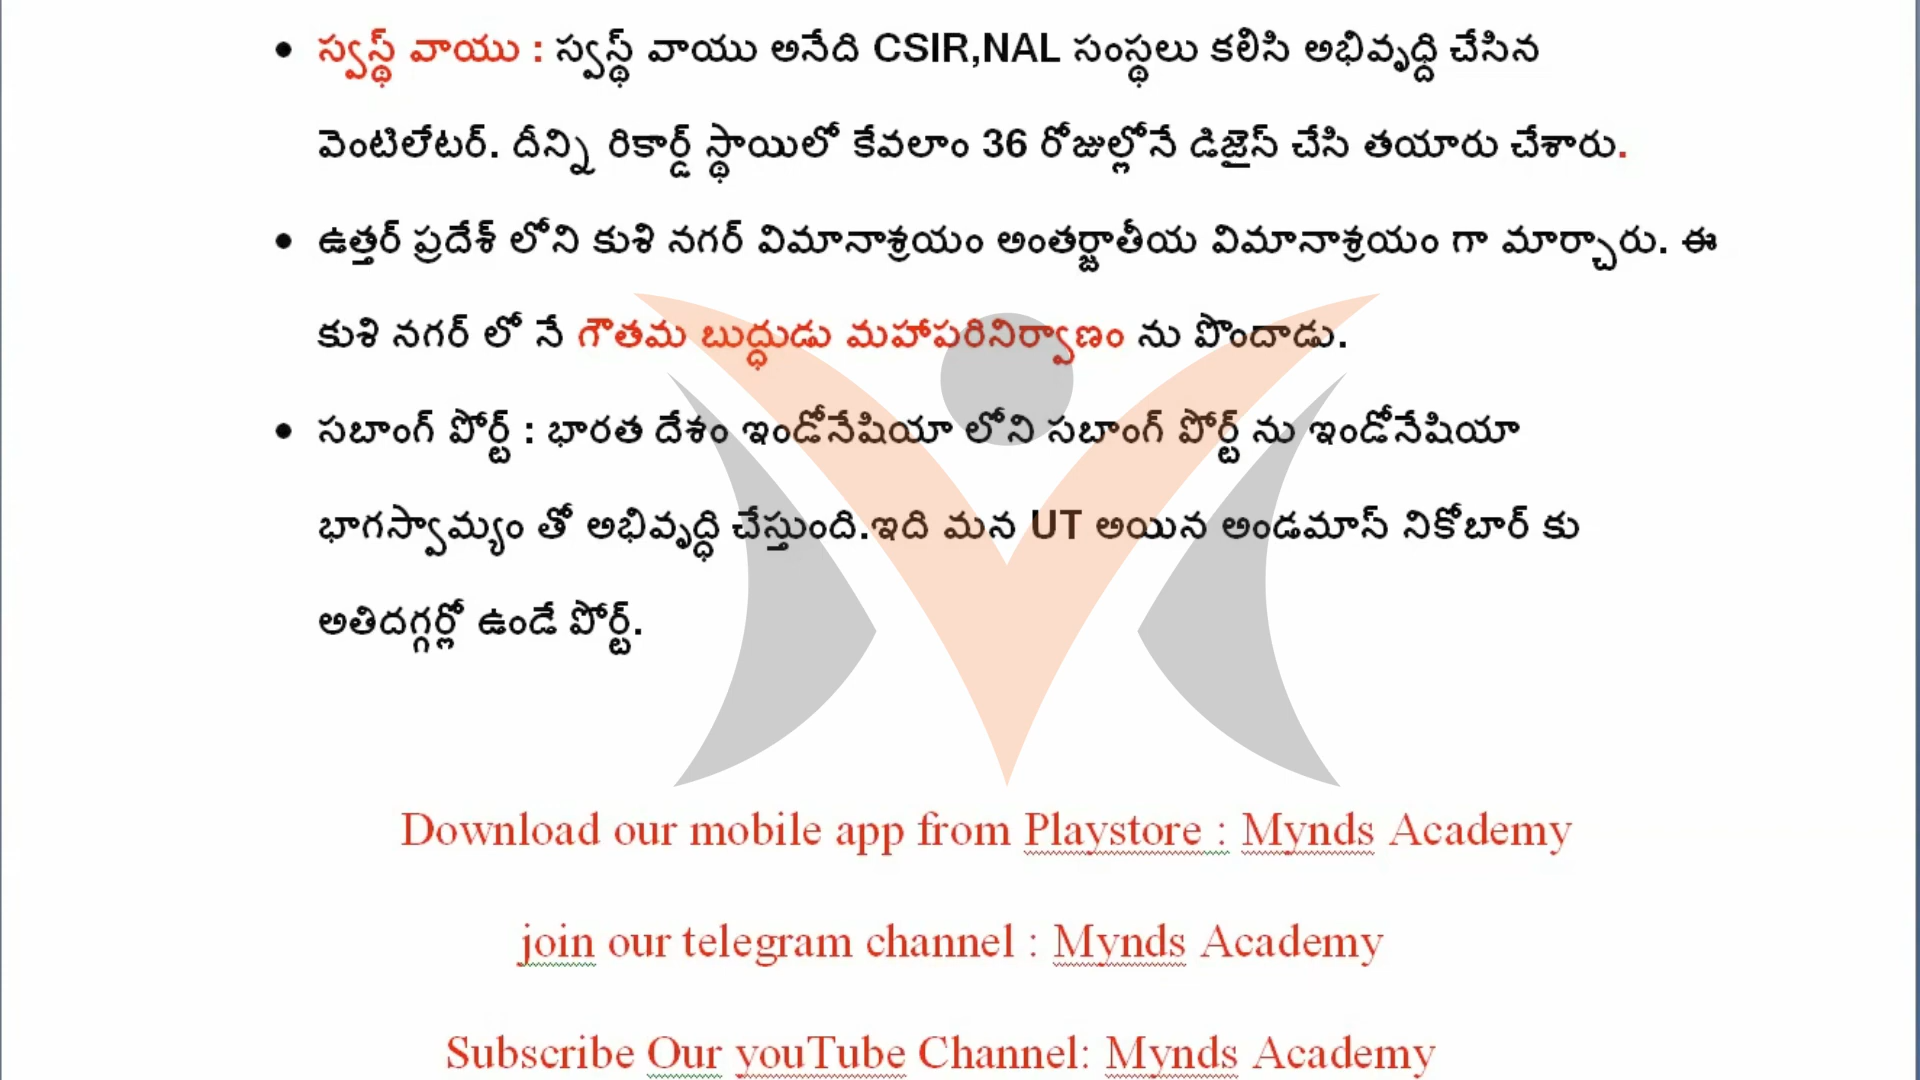 • స్వస్థ్ వాయు : స్వస్థ్ వాయు అనేది CSIR,NAL సంస్థలు కలిసి అభివృద్ది చేసిన
వెంటిలేటర్. దీన్ని రికార్డ్ స్థాయిలో కేవలాం 36 రోజుల్లోనే డిజైన్ చేసి తయారు చేశారు.
• ఉత్తర్ ప్రదేశ్ లోని కుశి నగర్ విమానాశ్రయం అంతర్జాతీయ విమానాశ్రయం గా మార్చారు. ఈ
కుశి నగర్ లో నే గౌతమ బుద్ధుడు మహాపరినిర్వాణం ను పొందాడు.
• సబాంగ్ పోర్ట్ : భారత దేశం ఇండోనేషియా లోని సబాంగ్ పోర్ట్ ను ఇండోనేషియా
భాగస్వామ్యం తో అభివృద్ధి చేస్తుంది.ఇది మన UT అయిన అండమాన్ నికోబార్ కు
అతిదగ్గర్లో ఉండే పోర్ట్.
Download our mobile app from Playstore : Mynds Academy
join our telegram channel : Mynds Academy
Subscribe Our youTube Channel: Mynds Academy